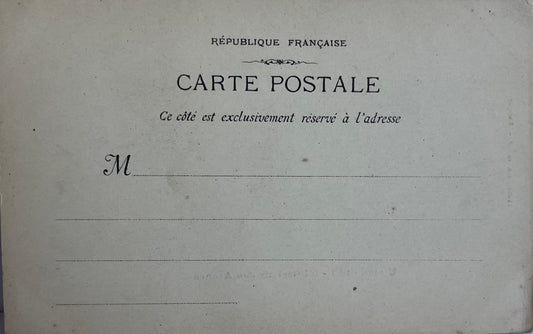 RÉPUBLIQUE FRANÇAISE
CARTE POSTALE
Ce côté est exclusivement réservé à l'adresse
M